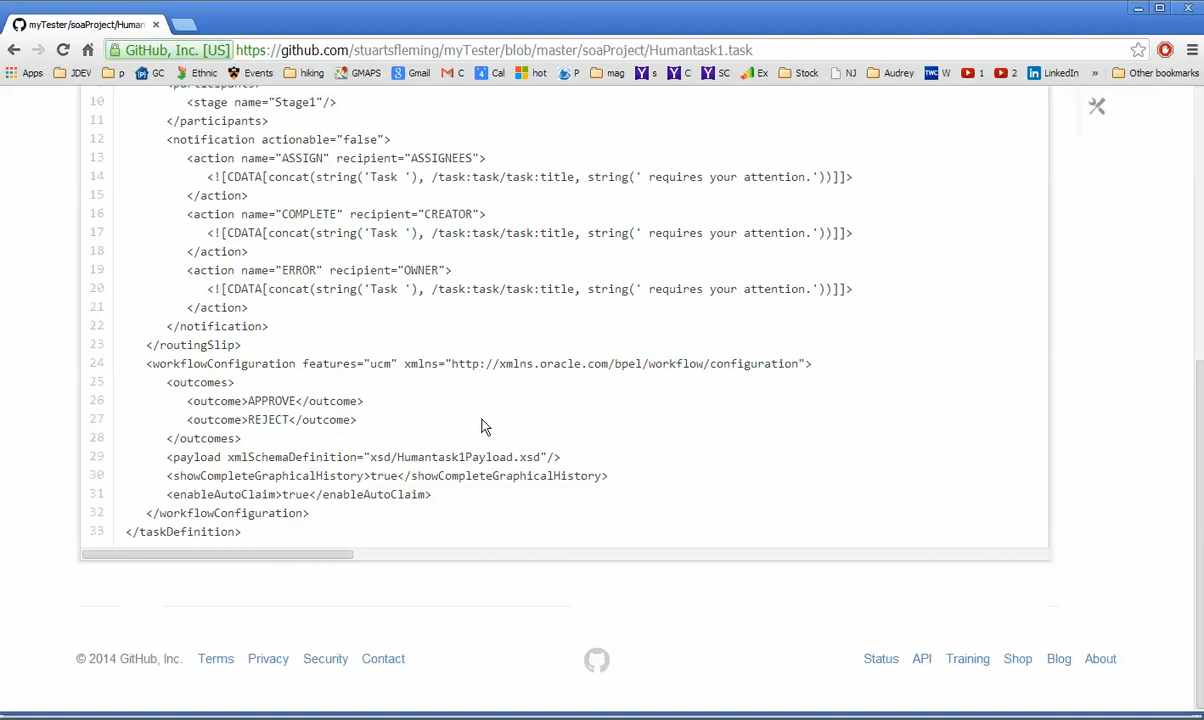 myTester/soaProject/Human
GitHub, Inc. [US] https://github.com/stuartsfleming/myTester/blob/master/soaProject/Humantask1.task
Apps JDEV p GC Ethnic Events hiking GMAPS Gmail C Cal hot P mag s C SC Ex Stock NJ Audrey W 1 2 LinkedIn » Other bookmarks
<participants>
10 <stage name="Stage1"/>
11 </participants>
12 <notification actionable="false">
13 <action name="ASSIGN" recipient="ASSIGNEES">
14 <![CDATA[concat(string('Task '), /task:task/task:title, string(' requires your attention.'))]]>
15 </action>
16 <action name="COMPLETE" recipient="CREATOR">
17 <![CDATA[concat(string('Task '), /task:task/task:title, string(' requires your attention.'))]]>
18 </action>
19 <action name="ERROR" recipient="OWNER">
20 <![CDATA[concat(string('Task '), /task:task/task:title, string(' requires your attention.'))]]>
21 </action>
22 </notification>
23 </routingSlip>
24 <workflowConfiguration features="ucm" xmlns="http://xmlns.oracle.com/bpel/workflow/configuration">
25 <outcomes>
26 <outcome>APPROVE</outcome>
27 <outcome>REJECT</outcome>
28 </outcomes>
29 <payload xmlSchemaDefinition="xsd/Humantask1Payload.xsd"/>
30 <showCompleteGraphicalHistory>true</showCompleteGraphicalHistory>
31 <enableAutoClaim>true</enableAutoClaim>
32 </workflowConfiguration>
33 </taskDefinition>
© 2014 GitHub, Inc. Terms Privacy Security Contact Status API Training Shop Blog About